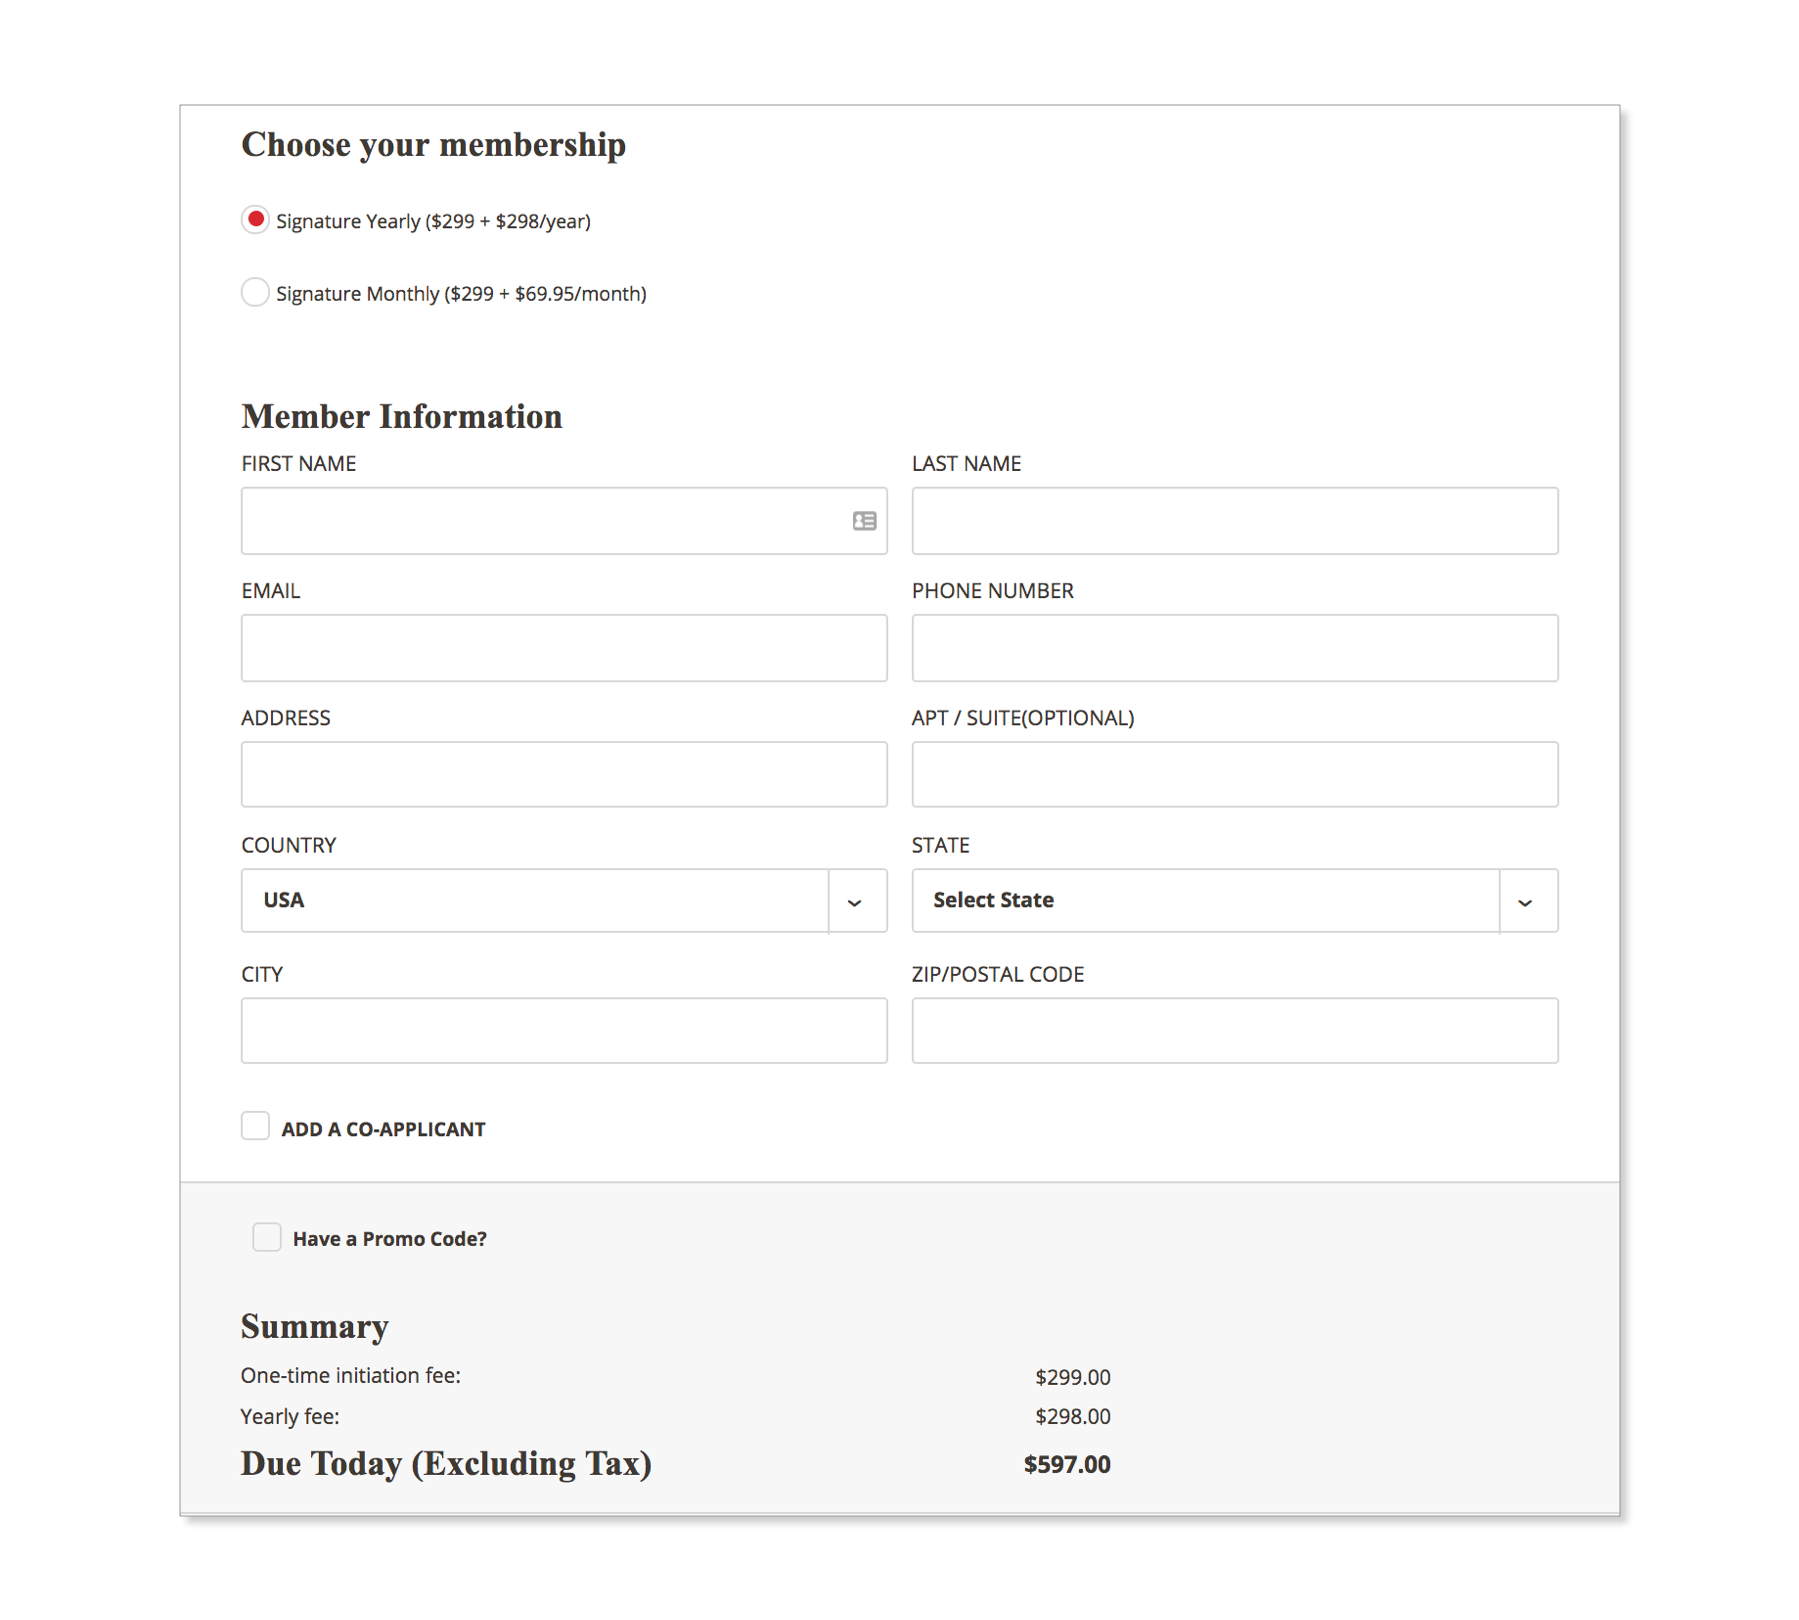 Choose your membership
Signature Yearly ($299 + $298/year)
Signature Monthly ($299 + $69.95/month)
Member Information
FIRST NAME
LAST NAME
EMAIL
PHONE NUMBER
ADDRESS
APT / SUITE(OPTIONAL)
COUNTRY
STATE
USA
Select State
CITY
ZIP/POSTAL CODE
ADD A CO-APPLICANT
Have a Promo Code?
Summary
One-time initiation fee: $299.00
Yearly fee: $298.00
Due Today (Excluding Tax) $597.00